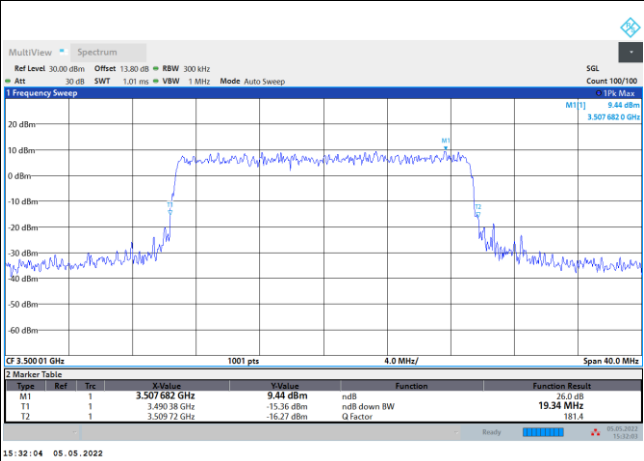 MultiView Spectrum
Ref Level 30.00 dBm Offset 13.80 dB RBW 300 kHz SGL
Att 30 dB SWT 1.01 ms VBW 1 MHz Mode Auto Sweep Count 100/100
1 Frequency Sweep 1Pk Max
M1[1] 9.44 dBm
3.507 682 0 GHz
20 dBm
M1
10 dBm
0 dBm
-10 dBm
T1
T2
-20 dBm
-30 dBm
-40 dBm
-50 dBm
-60 dBm
CF 3.500 01 GHz 1001 pts 4.0 MHz/ Span 40.0 MHz
2 Marker Table
Type Ref Trc X-Value Y-Value Function Function Result
M1 1 3.507 682 GHz 9.44 dBm ndB 26.0 dB
T1 1 3.490 38 GHz -15.36 dBm ndB down BW 19.34 MHz
T2 1 3.509 72 GHz -16.27 dBm Q Factor 181.4
Ready 05.05.2022
15:32:03
15:32:04 05.05.2022